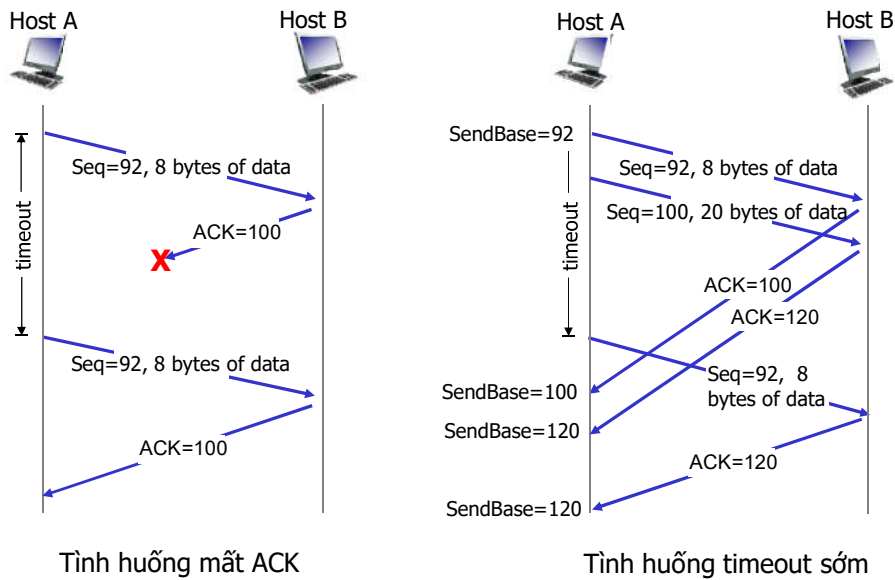 Host A
Host B
Seq=92, 8 bytes of data
ACK=100
X
timeout
Seq=92, 8 bytes of data
ACK=100
Tình huống mất ACK
Host A
Host B
SendBase=92
Seq=92, 8 bytes of data
Seq=100, 20 bytes of data
timeout
ACK=100
ACK=120
Seq=92, 8
bytes of data
SendBase=100
SendBase=120
ACK=120
SendBase=120
Tình huống timeout sớm